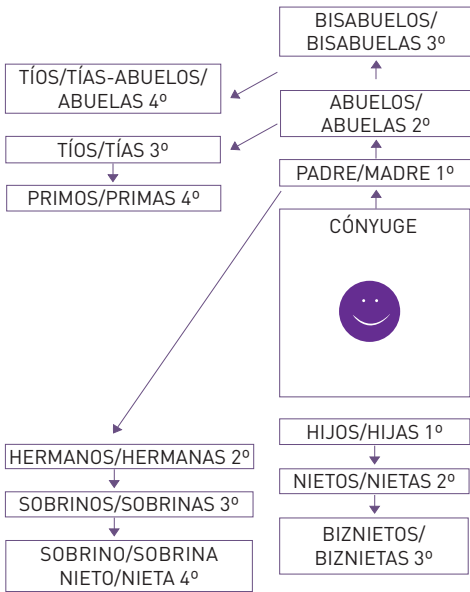 BISABUELOS/
BISABUELAS 3º
TÍOS/TÍAS-ABUELOS/
ABUELAS 4º
ABUELOS/
ABUELAS 2º
TÍOS/TÍAS 3º
PADRE/MADRE 1º
PRIMOS/PRIMAS 4º
CÓNYUGE
HIJOS/HIJAS 1º
HERMANOS/HERMANAS 2º
NIETOS/NIETAS 2º
SOBRINOS/SOBRINAS 3º
BIZNIETOS/
BIZNIETAS 3º
SOBRINO/SOBRINA
NIETO/NIETA 4º